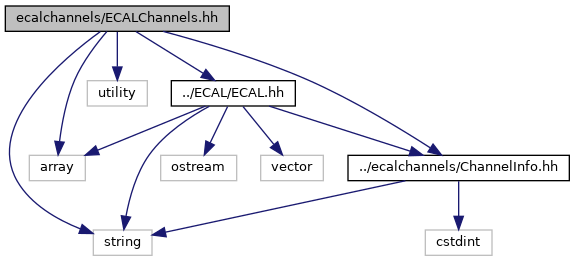 ecalchannels/ECALChannels.hh
utility
../ECAL/ECAL.hh
array
ostream
vector
../ecalchannels/ChannelInfo.hh
string
cstdint